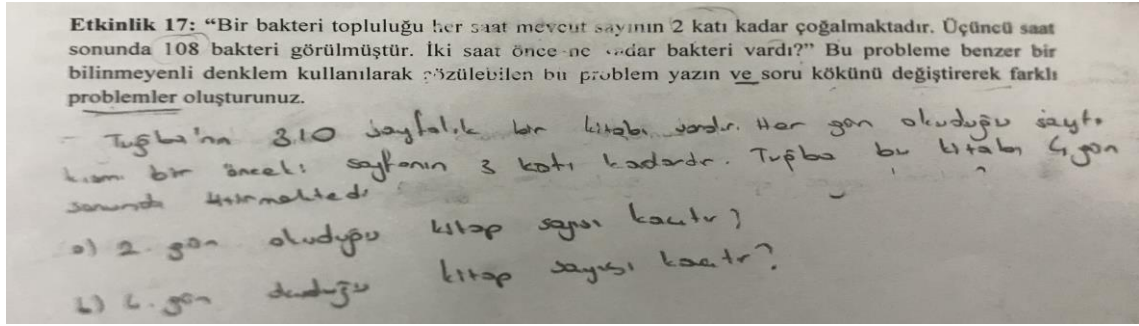 Etkinlik 17: “Bir bakteri topluluğu her saat mevcut sayının 2 katı kadar çoğalmaktadır. Üçüncü saat
sonunda 108 bakteri görülmüştür. İki saat önce ne kadar bakteri vardı?” Bu probleme benzer bir
bilinmeyenli denklem kullanılarak çözülebilen bir problem yazın ve soru kökünü değiştirerek farklı
problemler oluşturunuz.
- Tuğba'nın 310 sayfalık bir kitabı vardır. Her gün okuduğu sayfa
kısmı bir önceki sayfanın 3 katı kadardır. Tuğba bu kitabı 4 gün
sonunda bitirmektedir
a) 2. gün okuduğu kitap sayısı kaçtır?
b) 4. gün okuduğu kitap sayısı kaçtır?